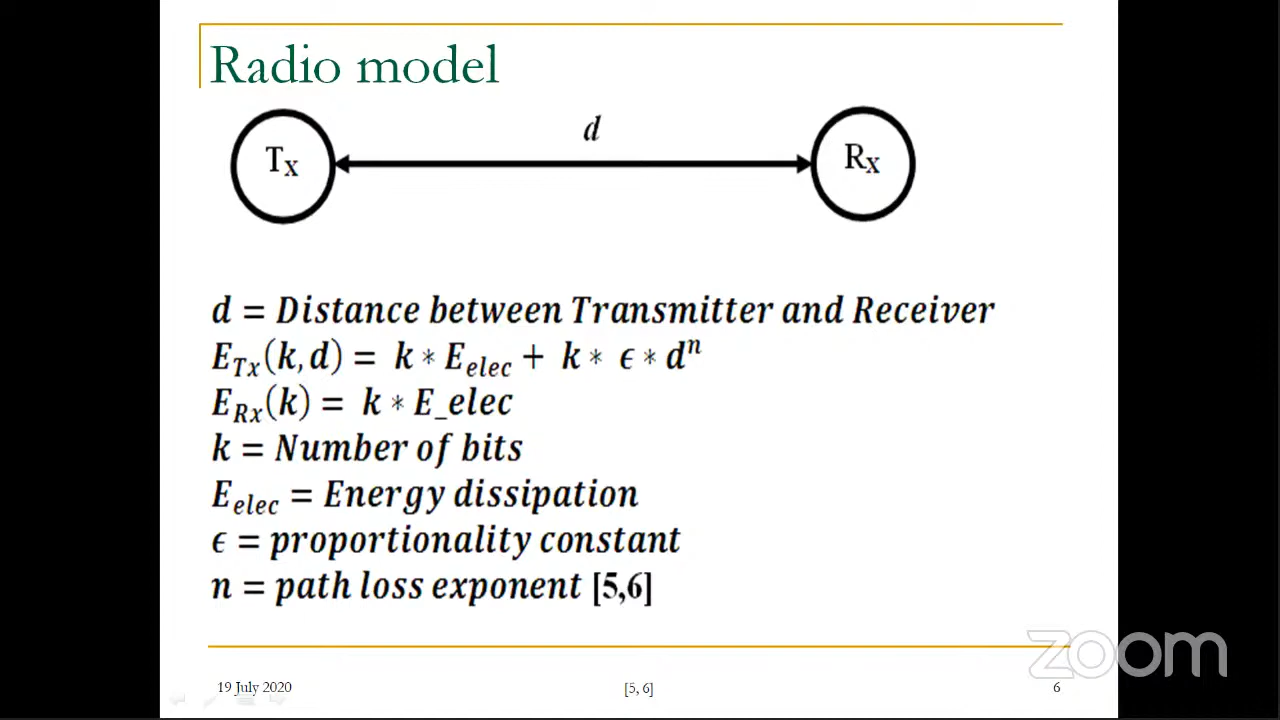 Radio model
d
Tx
Rx
d = Distance between Transmitter and Receiver
E_Tx(k, d) = k * E_elec + k * ϵ * d^n
E_Rx(k) = k * E_elec
k = Number of bits
E_elec = Energy dissipation
ϵ = proportionality constant
n = path loss exponent [5,6]
zoom
19 July 2020
[5, 6]
6